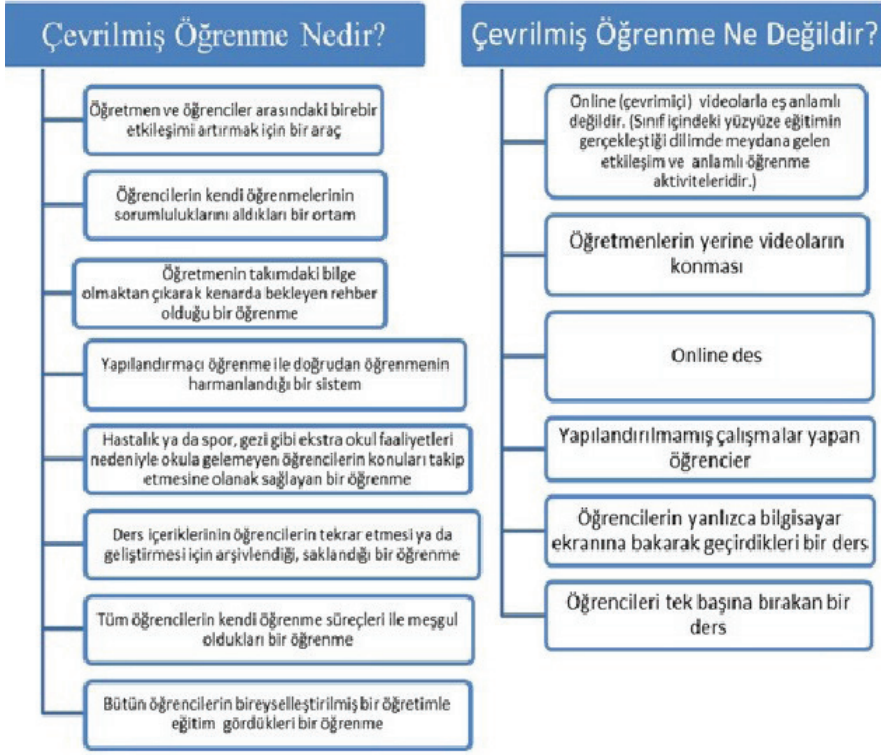 Çevrilmiş Öğrenme Nedir?
Öğretmen ve öğrenciler arasındaki birebir
etkileşimi artırmak için bir araç
Öğrencilerin kendi öğrenmelerinin
sorumluluklarını aldıkları bir ortam
Öğretmenin takımdaki bilge
olmaktan çıkarak kenarda bekleyen rehber
olduğu bir öğrenme
Yapılandırmacı öğrenme ile doğrudan öğrenmenin
harmanlandığı bir sistem
Hastalık ya da spor, gezi gibi ekstra okul faaliyetleri
nedeniyle okula gelemeyen öğrencilerin konuları takip
etmesine olanak sağlayan bir öğrenme
Ders içeriklerinin öğrencilerin tekrar etmesi ya da
geliştirmesi için arşivlendiği, saklandığı bir öğrenme
Tüm öğrencilerin kendi öğrenme süreçleri ile meşgul
oldukları bir öğrenme
Bütün öğrencilerin bireyselleştirilmiş bir öğretimle
eğitim gördükleri bir öğrenme
Çevrilmiş Öğrenme Ne Değildir?
Online (çevrimiçi) videolarla eş anlamlı
değildir. (Sınıf içindeki yüzyüze eğitimin
gerçekleştiği dilimde meydana gelen
etkileşim ve anlamlı öğrenme
aktiviteleridir.)
Öğretmenlerin yerine videoların
konması
Online des
Yapılandırılmamış çalışmalar yapan
öğrencier
Öğrencilerin yanlızca bilgisayar
ekranına bakarak geçirdikleri bir ders
Öğrencileri tek başına bırakan bir
ders